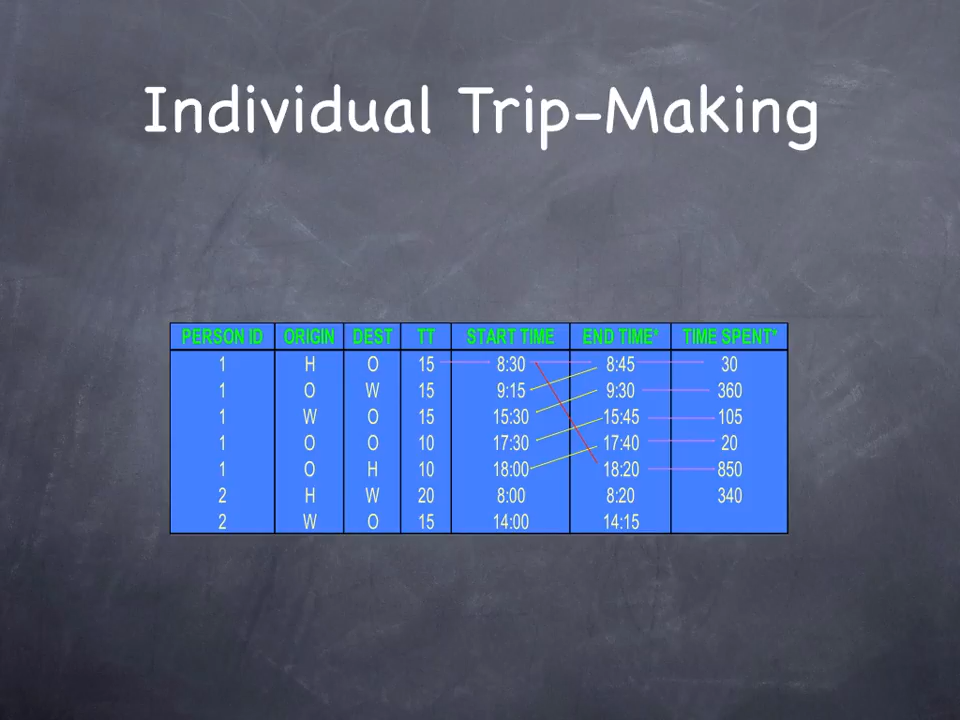 Individual Trip-Making
PERSON ID ORIGIN DEST TT START TIME END TIME* TIME SPENT*
1 H O 15 8:30 8:45 30
1 O W 15 9:15 9:30 360
1 W O 15 15:30 15:45 105
1 O O 10 17:30 17:40 20
1 O H 10 18:00 18:20 850
2 H W 20 8:00 8:20 340
2 W O 15 14:00 14:15